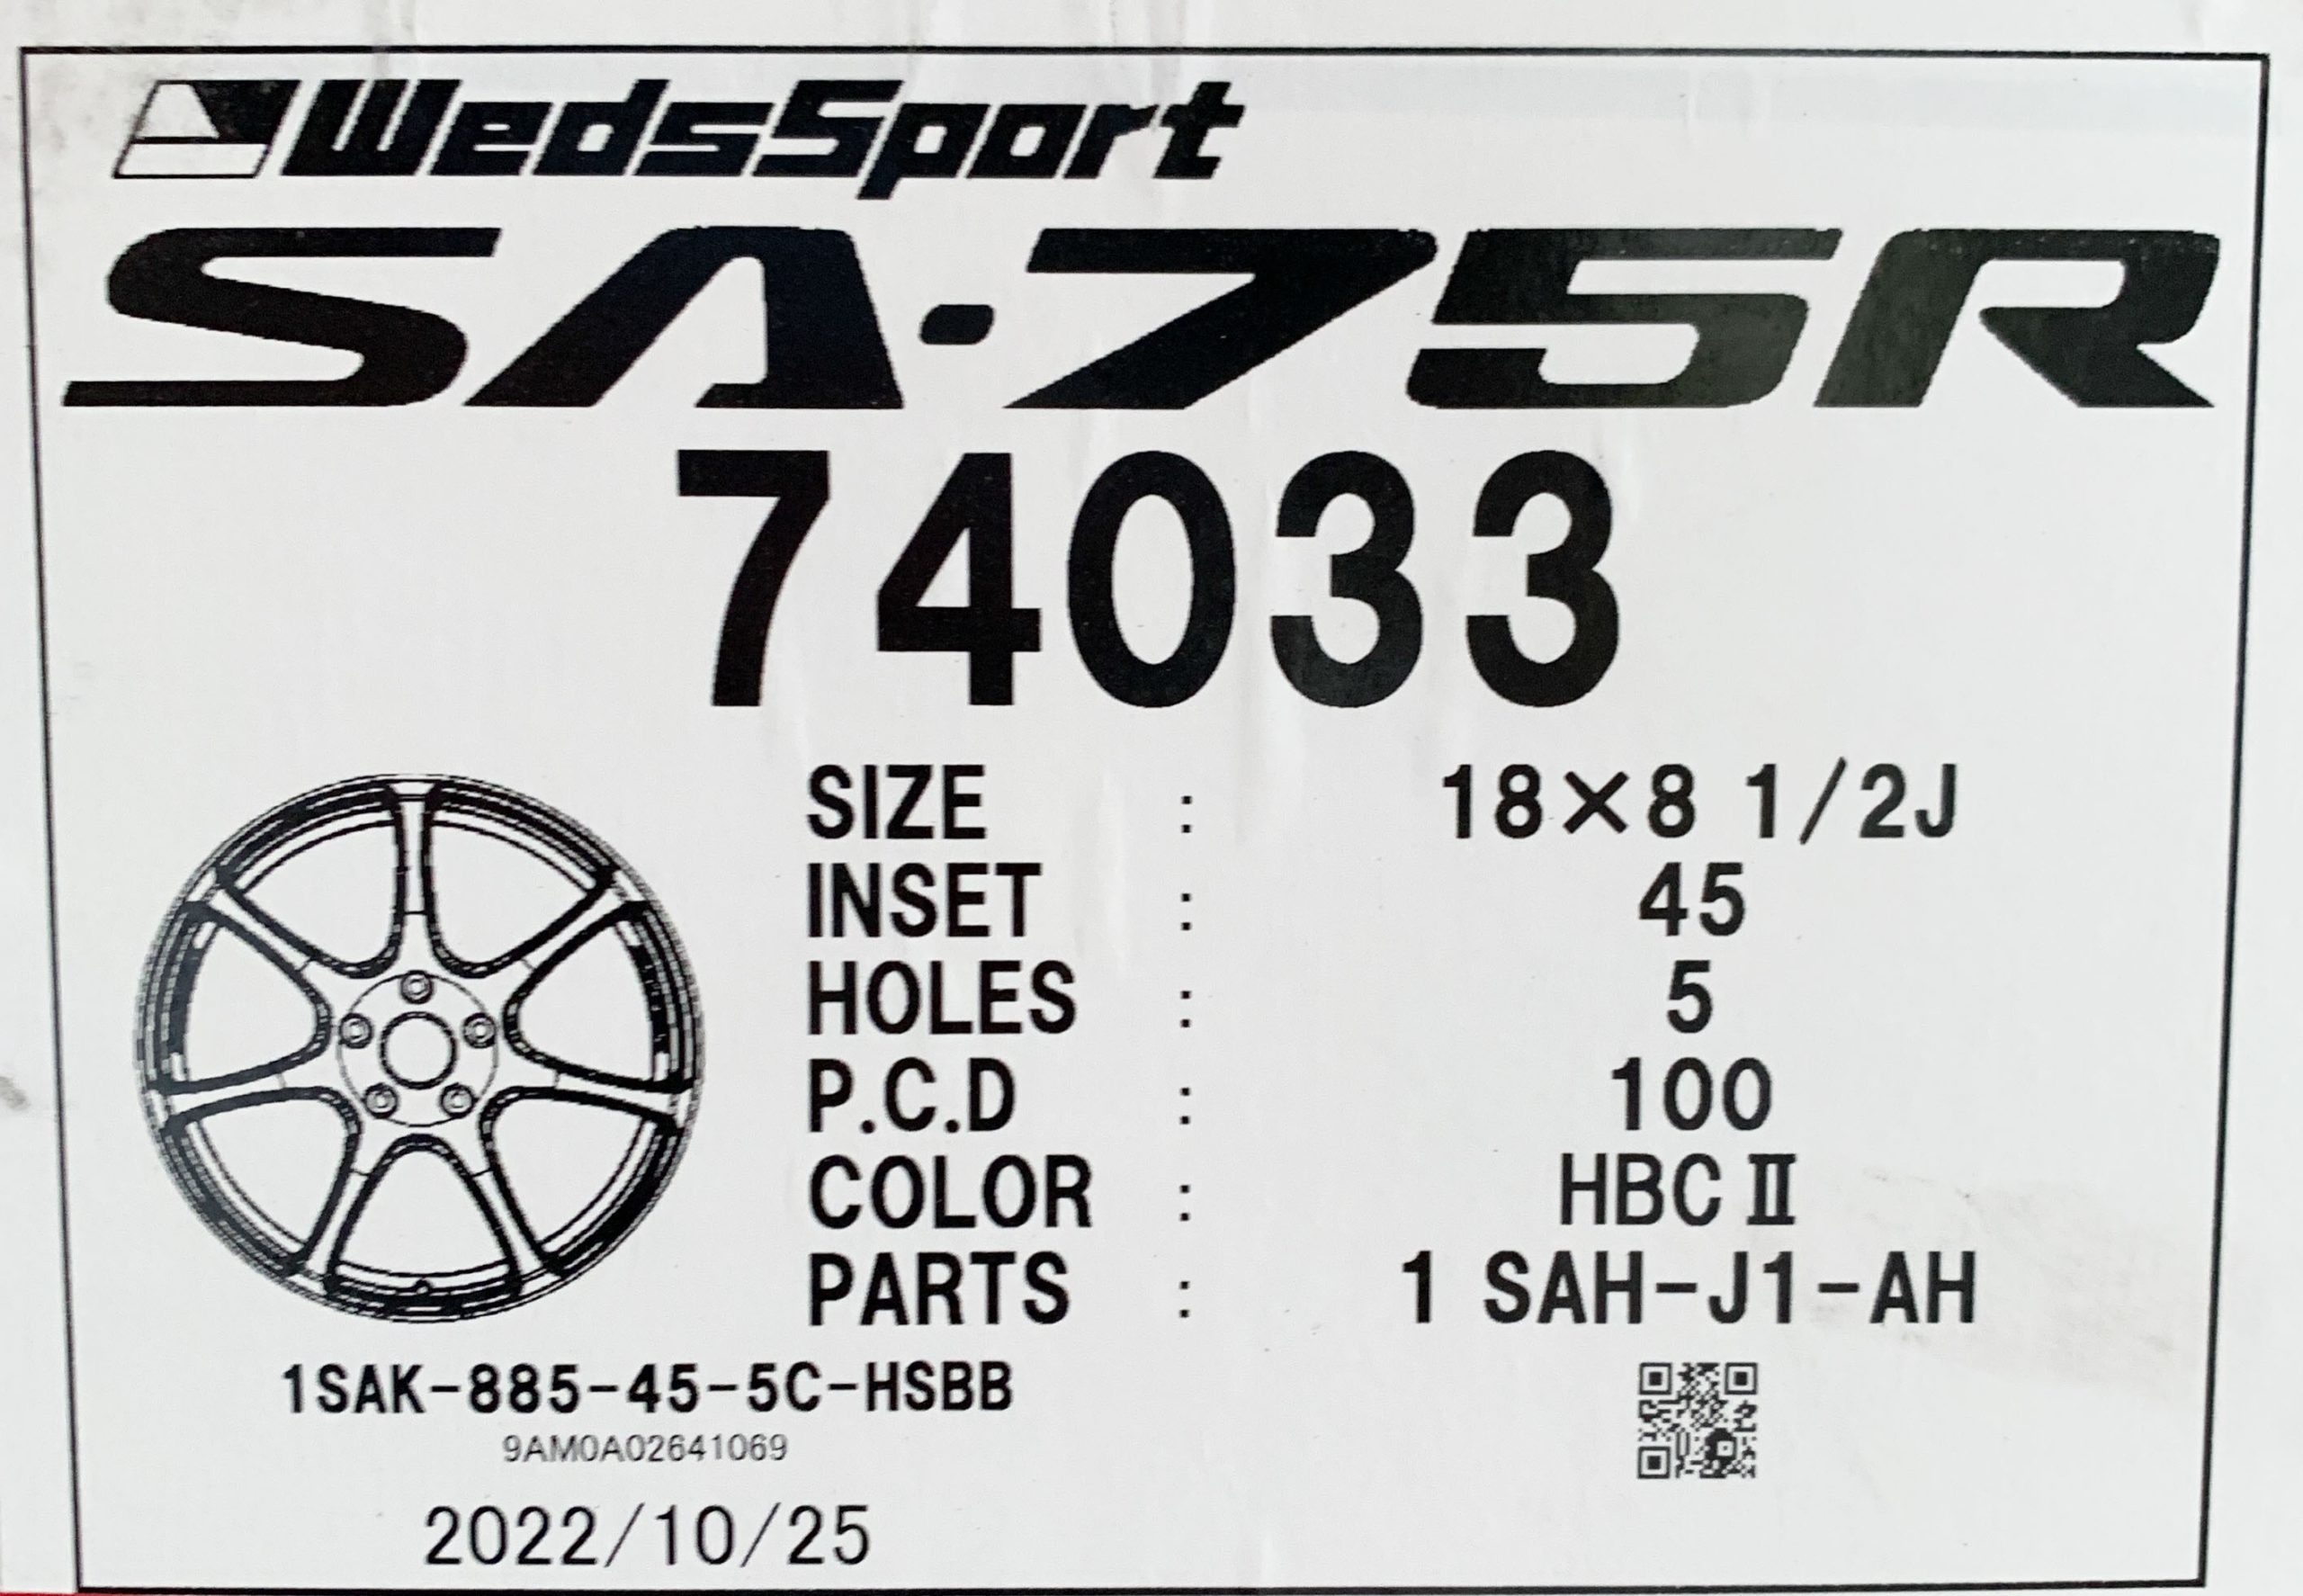 WedsSport
SA-75R
74033
SIZE : 18×8 1/2J
INSET : 45
HOLES : 5
P.C.D : 100
COLOR : HBCⅡ
PARTS : 1 SAH-J1-AH
1SAK-885-45-5C-HSBB
9AM0A02641069
2022/10/25